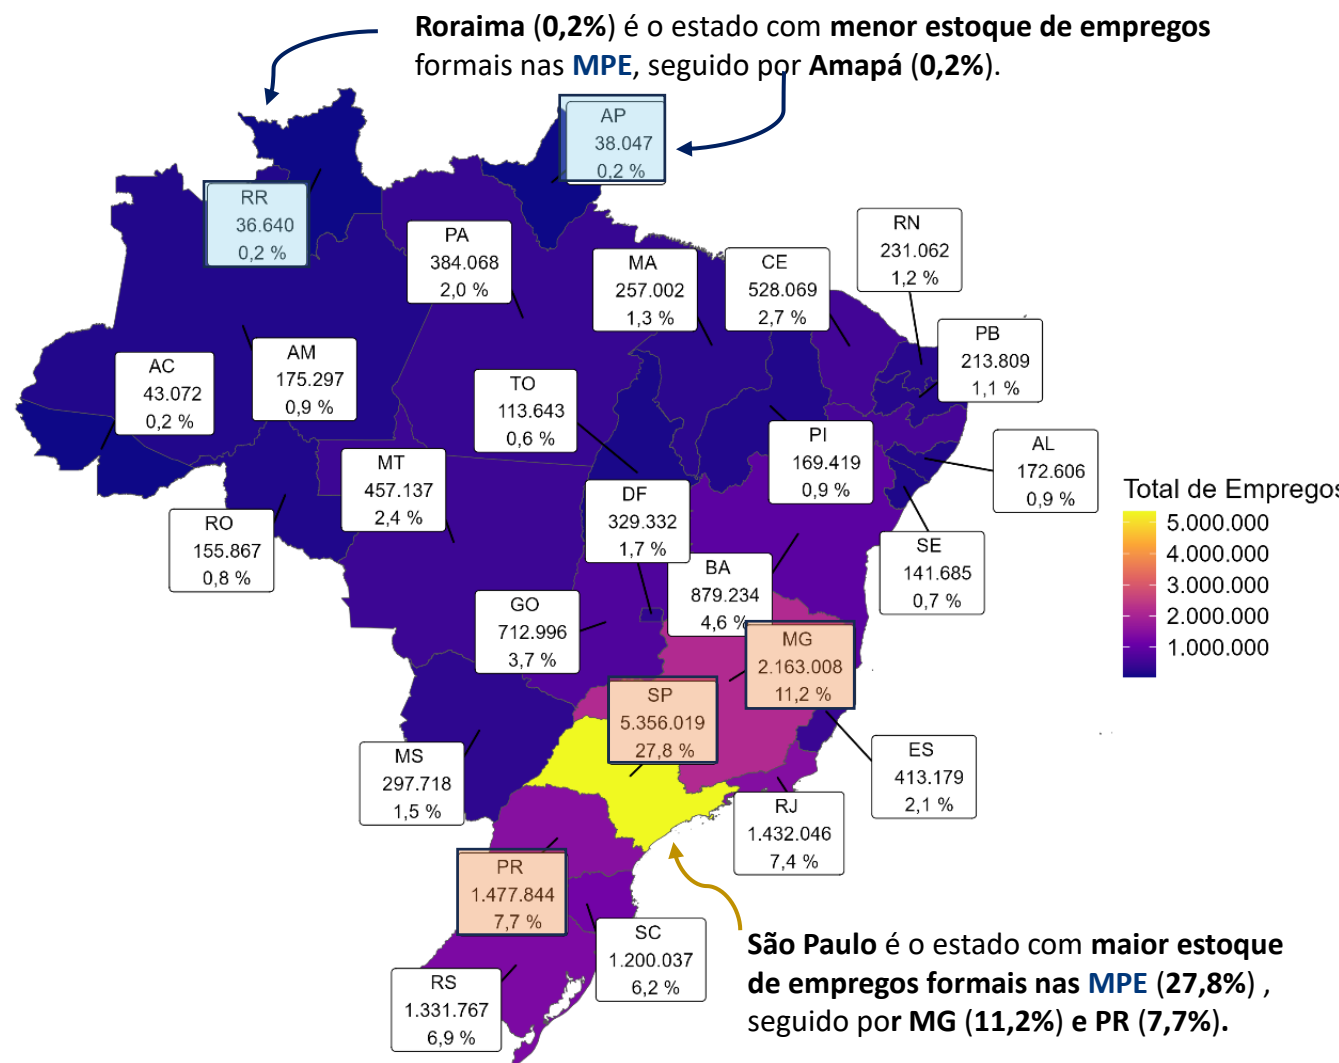 Roraima (0,2%) é o estado com menor estoque de empregos
formais nas MPE, seguido por Amapá (0,2%).
AP
38.047
0,2 %
RR
36.640
0,2 %
PA
384.068
2,0 %
MA
257.002
1,3 %
CE
528.069
2,7 %
RN
231.062
1,2 %
PB
213.809
1,1 %
AC
43.072
0,2 %
AM
175.297
0,9 %
TO
113.643
0,6 %
PI
169.419
0,9 %
AL
172.606
0,9 %
MT
457.137
2,4 %
DF
329.332
1,7 %
RO
155.867
0,8 %
SE
141.685
0,7 %
BA
879.234
4,6 %
GO
712.996
3,7 %
MG
2.163.008
11,2 %
SP
5.356.019
27,8 %
MS
297.718
1,5 %
ES
413.179
2,1 %
RJ
1.432.046
7,4 %
PR
1.477.844
7,7 %
SC
1.200.037
6,2 %
RS
1.331.767
6,9 %
Total de Empregos
5.000.000
4.000.000
3.000.000
2.000.000
1.000.000
São Paulo é o estado com maior estoque
de empregos formais nas MPE (27,8%) ,
seguido por MG (11,2%) e PR (7,7%).